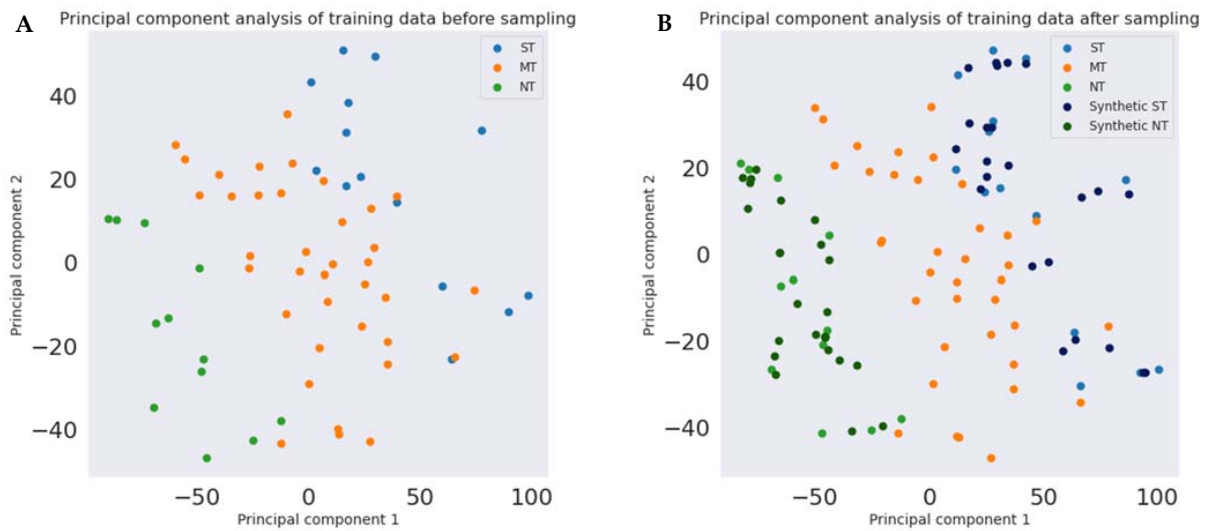 A
Principal component analysis of training data before sampling
ST
MT
NT
Principal component 2
40
20
0
−20
−40
−50
0
50
100
Principal component 1
B
Principal component analysis of training data after sampling
ST
MT
NT
Synthetic ST
Synthetic NT
Principal component 2
40
20
0
−20
−40
−50
0
50
100
Principal component 1